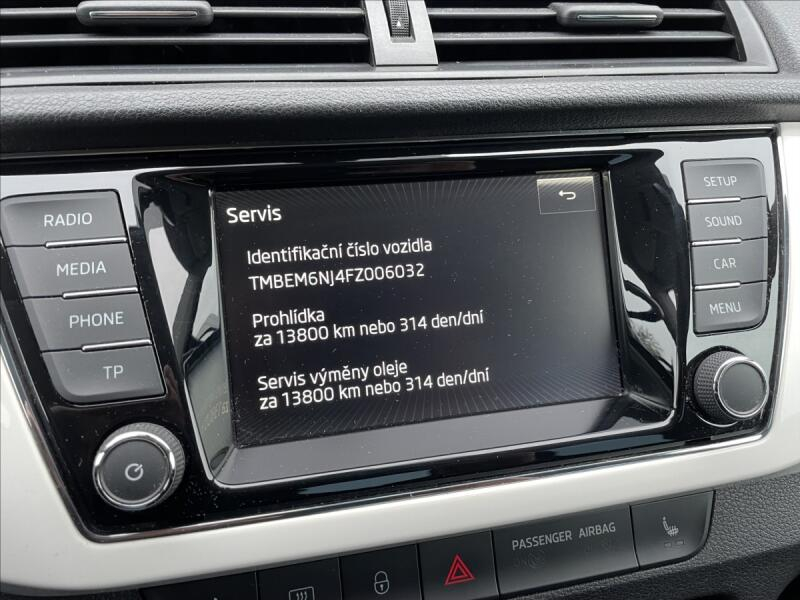 RADIO
MEDIA
PHONE
TP
Servis
Identifikační číslo vozidla
TMBEM6NJ4FZ006032
Prohlídka
za 13800 km nebo 314 den/dní
Servis výměny oleje
za 13800 km nebo 314 den/dní
SETUP
SOUND
CAR
MENU
PASSENGER AIRBAG